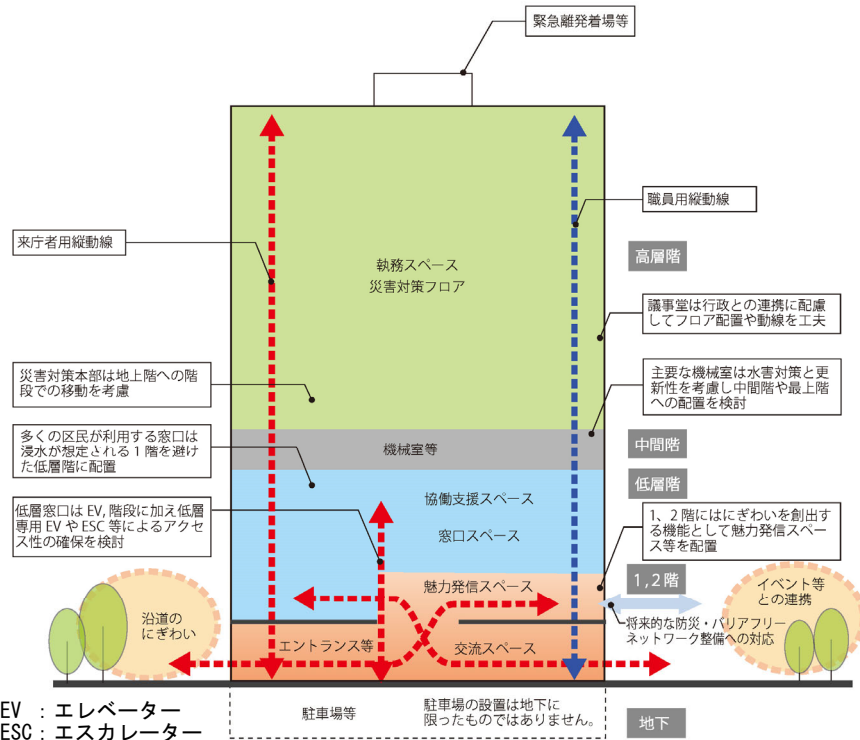 緊急離発着場等
職員用縦動線
来庁者用縦動線
執務スペース
災害対策フロア
高層階
議事堂は行政との連携に配慮
してフロア配置や動線を工夫
災害対策本部は地上階への階
段での移動を考慮
主要な機械室は水害対策と更
新性を考慮し中間階や最上階
への配置を検討
多くの区民が利用する窓口は
浸水が想定される1階を避け
た低層階に配置
機械室等
中間階
低層階
協働支援スペース
窓口スペース
低層窓口は EV, 階段に加え低層
専用 EV や ESC 等によるアクセ
ス性の確保を検討
1、2 階にはにぎわいを創出す
る機能として魅力発信スペー
ス等を配置
魅力発信スペース
1,2階
イベント等
との連携
沿道の
にぎわい
将来的な防災・バリアフリー
ネットワーク整備への対応
エントランス等
交流スペース
駐車場等
駐車場の設置は地下に
限ったものではありません。
地下
EV :エレベーター
ESC:エスカレーター